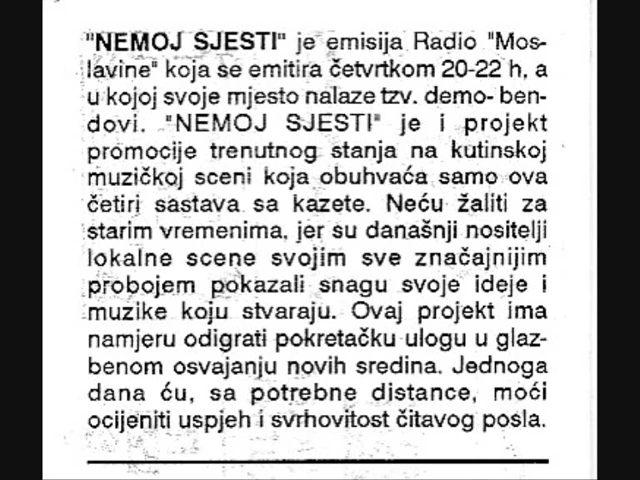 "NEMOJ SJESTI" je emisija Radio "Mos-
lavine" koja se emitira četvrtkom 20-22 h, a
u kojoj svoje mjesto nalaze tzv. demo- ben-
dovi. "NEMOJ SJESTI" je i projekt
promocije trenutnog stanja na kutinskoj
muzičkoj sceni koja obuhvaća samo ova
četiri sastava sa kazete. Neću žaliti za
starim vremenima, jer su današnji nositelji
lokalne scene svojim sve značajnijim
probojem pokazali snagu svoje ideje i
muzike koju stvaraju. Ovaj projekt ima
namjeru odigrati pokretačku ulogu u glaz-
benom osvajanju novih sredina. Jednoga
dana ću, sa potrebne distance, moći
ocijeniti uspjeh i svrhovitost čitavog posla.